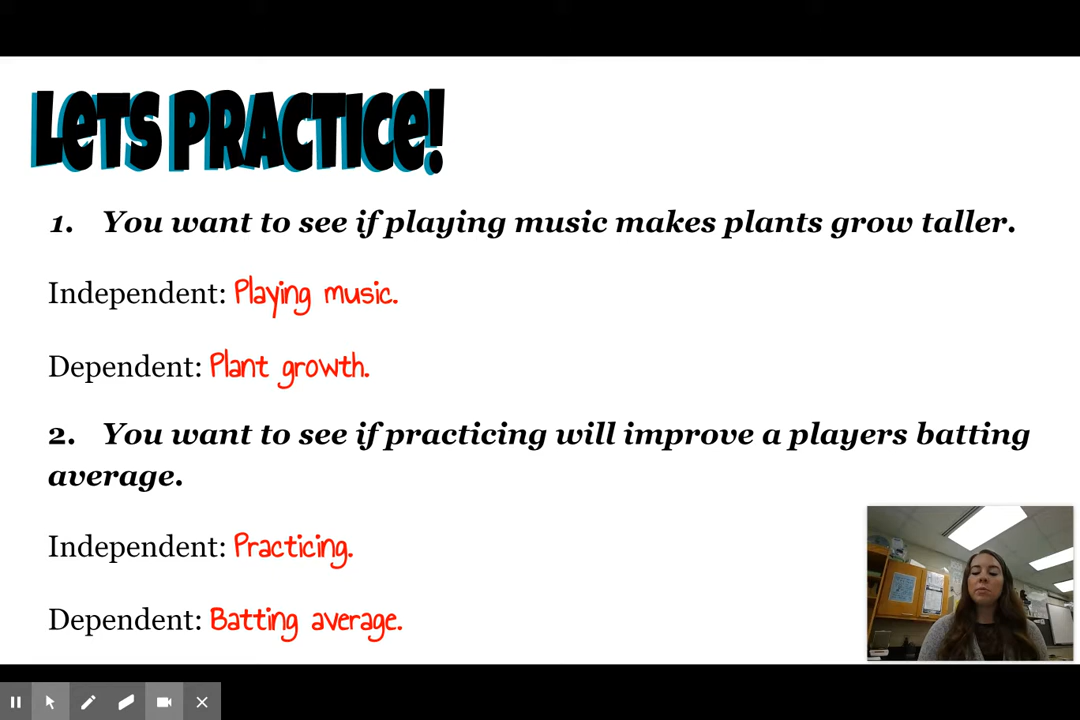 LeTS PRACTICe!
1. You want to see if playing music makes plants grow taller.
Independent: Playing music.
Dependent: Plant growth.
2. You want to see if practicing will improve a players batting
average.
Independent: Practicing.
Dependent: Batting average.